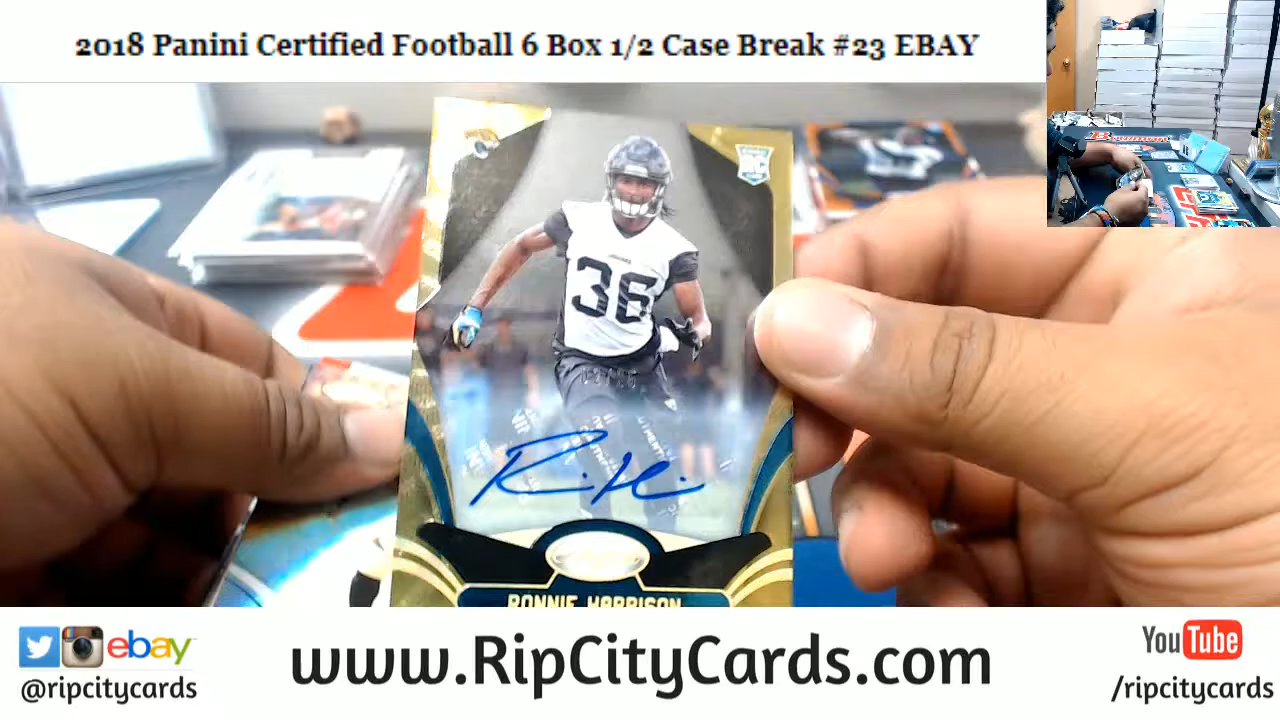 2018 Panini Certified Football 6 Box 1/2 Case Break #23 EBAY
RC
36
RONNIE HARRISON
ebay
@ripcitycards
www.RipCityCards.com
YouTube
/ripcitycards